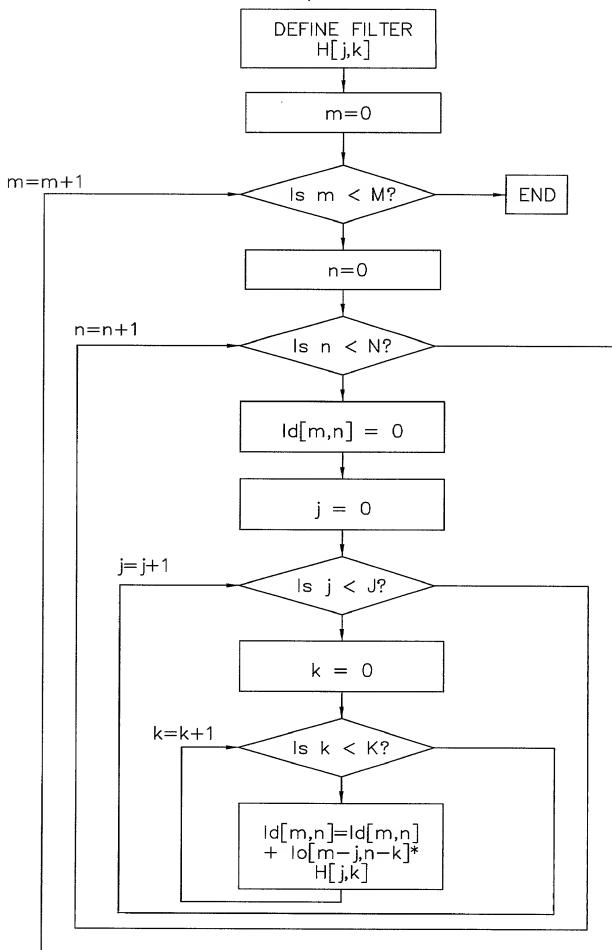 DEFINE FILTER
H[j,k]
m=0
m=m+1
Is m < M?
END
n=0
n=n+1
Is n < N?
Id[m,n] = 0
j = 0
j=j+1
Is j < J?
k = 0
k=k+1
Is k < K?
Id[m,n]=Id[m,n]
+ Io[m-j,n-k]*
H[j,k]